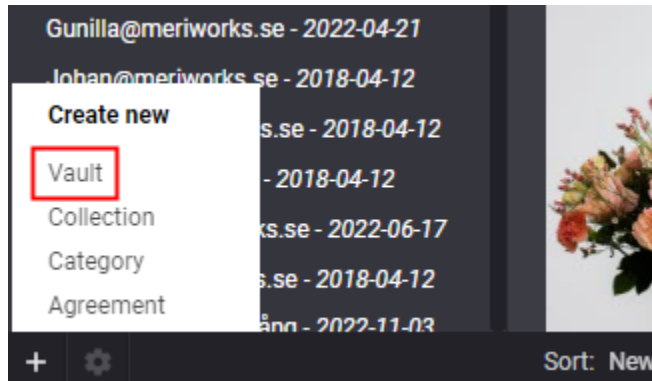 Gunilla@meriworks.se - 2022-04-21
Johan@meriworks.se - 2018-04-12
Create new
s.se - 2018-04-12
Vault
- 2018-04-12
Collection
ks.se - 2022-06-17
Category
s.se - 2018-04-12
Agreement
ång - 2022-11-03
+
Sort: New